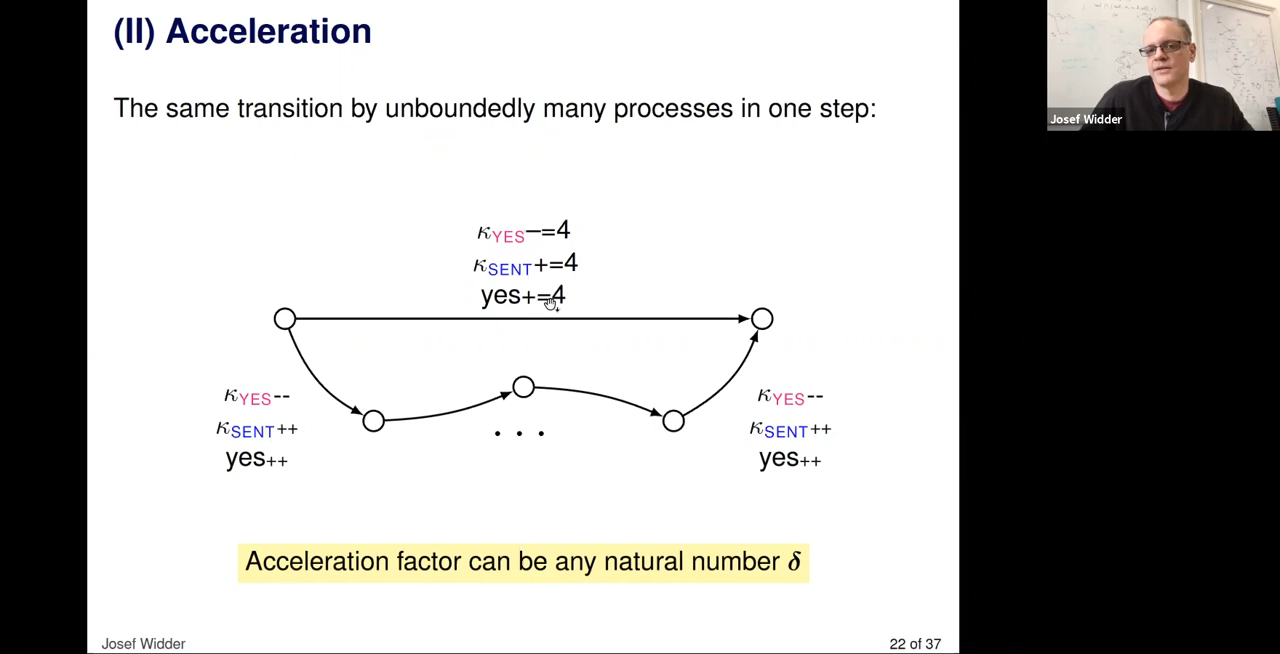 (II) Acceleration
The same transition by unboundedly many processes in one step:
κYES−=4
κSENT+=4
yes+=4
κYES--
κSENT++
yes++
. . .
κYES--
κSENT++
yes++
Acceleration factor can be any natural number δ
Josef Widder
22 of 37
Josef Widder